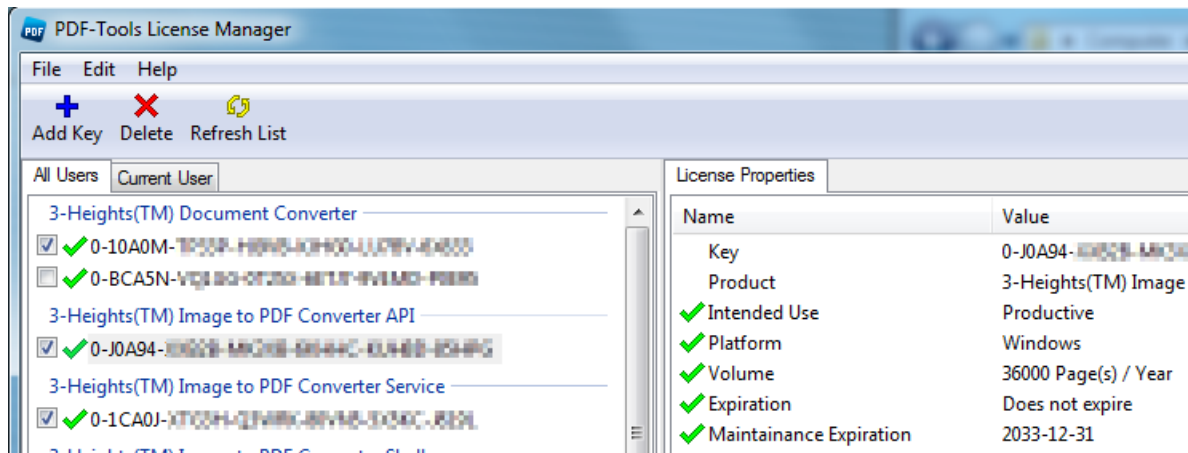 PDF PDF-Tools License Manager
Computer
File Edit Help
Add Key Delete Refresh List
All Users Current User
3-Heights(TM) Document Converter
0-10A0M-
0-BCA5N-
3-Heights(TM) Image to PDF Converter API
0-J0A94-
3-Heights(TM) Image to PDF Converter Service
0-1CA0J-
License Properties
Name Value
Key 0-J0A94-
Product 3-Heights(TM) Image
Intended Use Productive
Platform Windows
Volume 36000 Page(s) / Year
Expiration Does not expire
Maintainance Expiration 2033-12-31